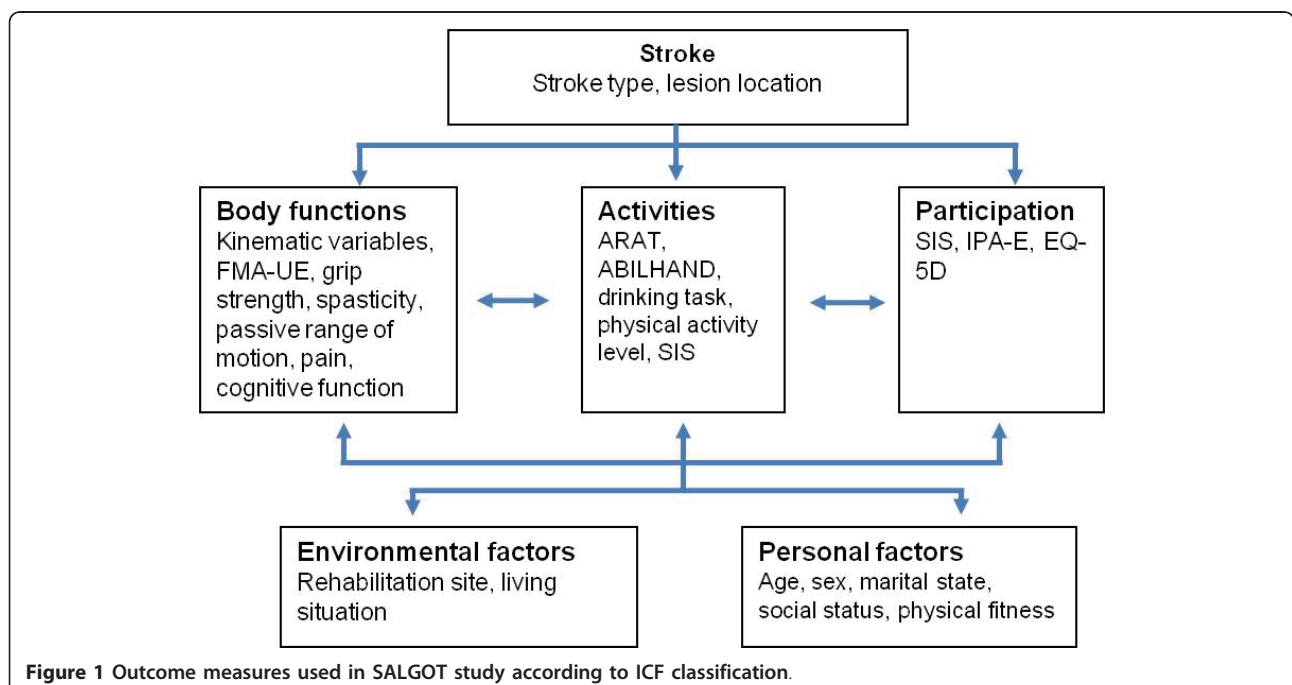 Stroke
Stroke type, lesion location
Body functions
Kinematic variables,
FMA-UE, grip
strength, spasticity,
passive range of
motion, pain,
cognitive function
Activities
ARAT,
ABILHAND,
drinking task,
physical activity
level, SIS
Participation
SIS, IPA-E, EQ-
5D
Environmental factors
Rehabilitation site, living
situation
Personal factors
Age, sex, marital state,
social status, physical fitness
Figure 1 Outcome measures used in SALGOT study according to ICF classification.